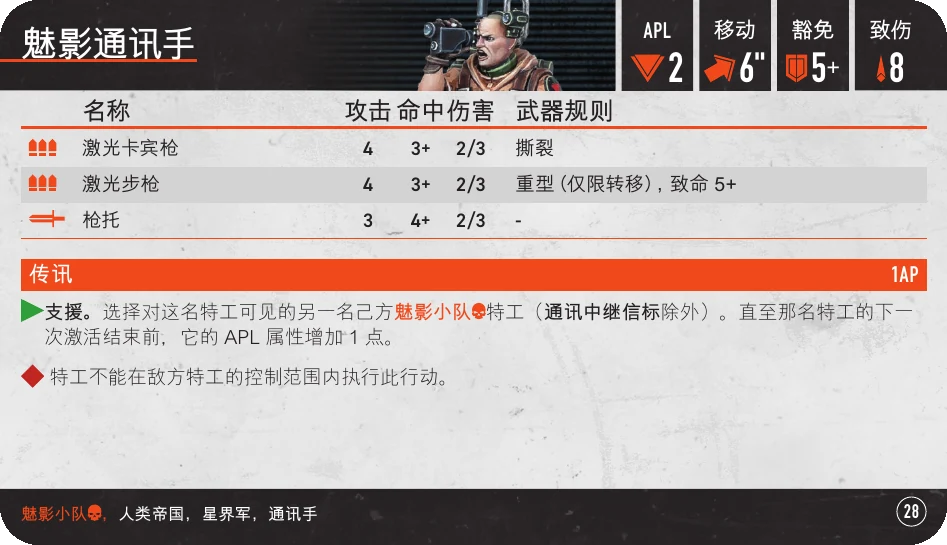 魅影通讯手
APL 移动 豁免 致伤
2 6" 5+ 8
名称 攻击 命中 伤害 武器规则
激光卡宾枪 4 3+ 2/3 撕裂
激光步枪 4 3+ 2/3 重型（仅限转移），致命 5+
枪托 3 4+ 2/3 -
传讯 1AP
支援。选择对这名特工可见的另一名己方魅影小队特工（通讯中继信标除外）。直至那名特工的下一
次激活结束前，它的 APL 属性增加 1 点。
特工不能在敌方特工的控制范围内执行此行动。
魅影小队，人类帝国，星界军，通讯手
28